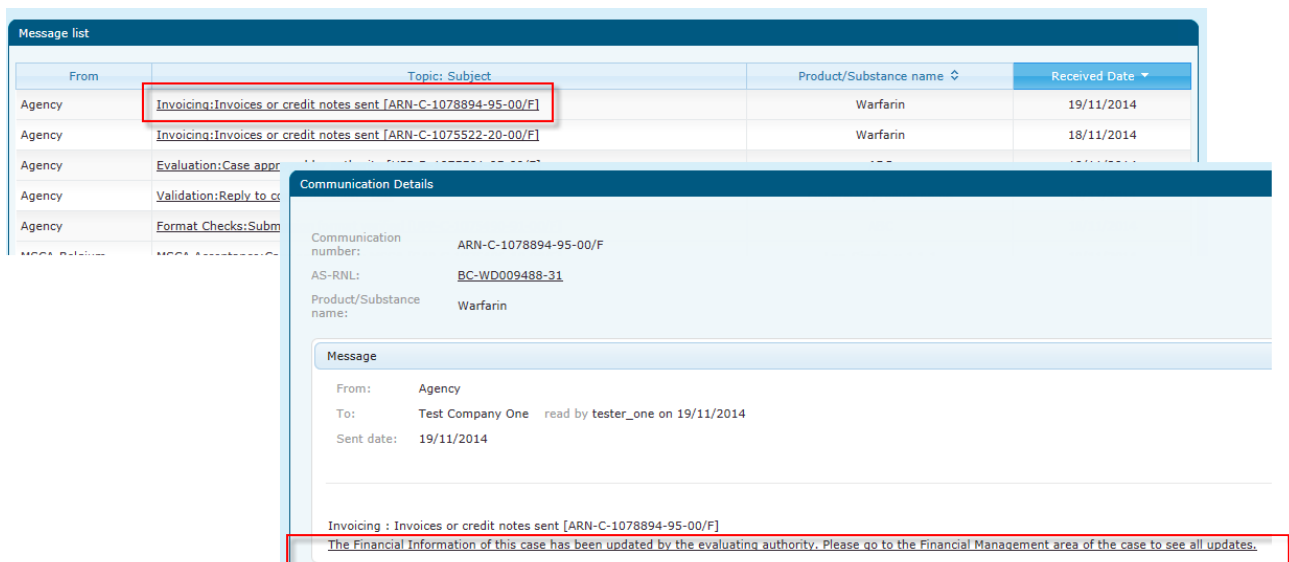 Message list
From Topic: Subject Product/Substance name Received Date
Agency Invoicing:Invoices or credit notes sent [ARN-C-1078894-95-00/F] Warfarin 19/11/2014
Agency Invoicing:Invoices or credit notes sent [ARN-C-1075522-20-00/F] Warfarin 18/11/2014
Agency Evaluation:Case appr
Agency Validation:Reply to co
Agency Format Checks:Subm
Communication Details
Communication
number: ARN-C-1078894-95-00/F
AS-RNL: BC-WD009488-31
Product/Substance
name: Warfarin
Message
From: Agency
To: Test Company One read by tester_one on 19/11/2014
Sent date: 19/11/2014
Invoicing : Invoices or credit notes sent [ARN-C-1078894-95-00/F]
The Financial Information of this case has been updated by the evaluating authority. Please go to the Financial Management area of the case to see all updates.